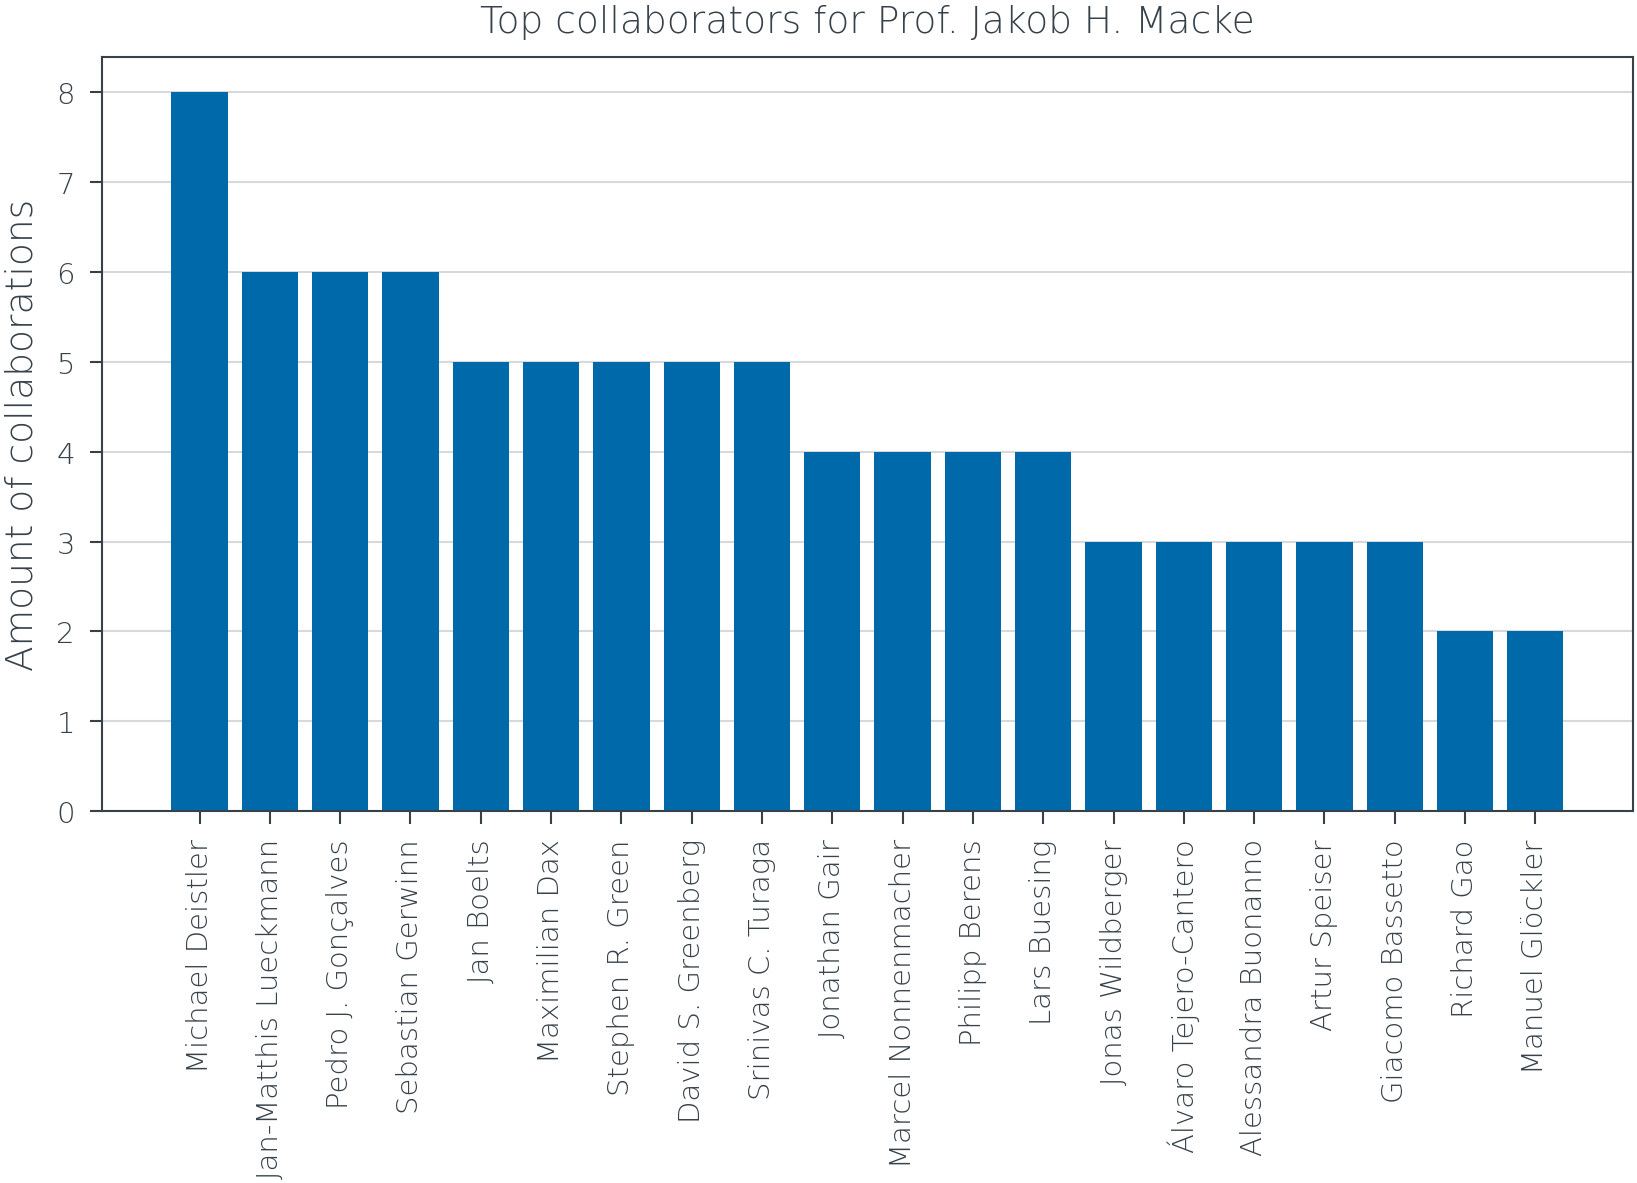 Top collaborators for Prof. Jakob H. Macke
Amount of collaborations
8
7
6
5
4
3
2
1
0
Michael Deistler
Jan-Matthis Lueckmann
Pedro J. Gonçalves
Sebastian Gerwinn
Jan Boelts
Maximilian Dax
Stephen R. Green
David S. Greenberg
Srinivas C. Turaga
Jonathan Gair
Marcel Nonnenmacher
Philipp Berens
Lars Buesing
Jonas Wildberger
Álvaro Tejero-Cantero
Alessandra Buonanno
Artur Speiser
Giacomo Bassetto
Richard Gao
Manuel Glöckler